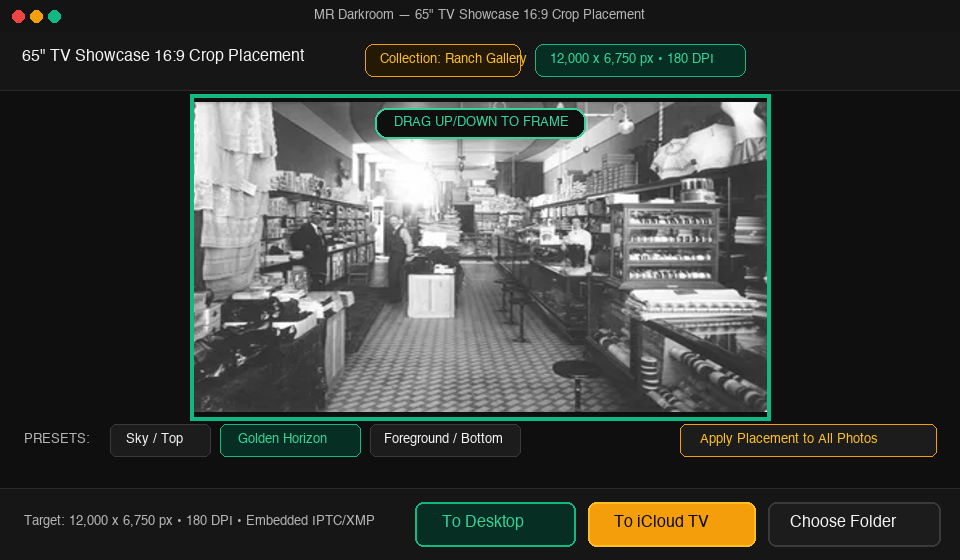 MR Darkroom — 65" TV Showcase 16:9 Crop Placement
65" TV Showcase 16:9 Crop Placement
Collection: Ranch Gallery
12,000 x 6,750 px • 180 DPI
DRAG UP/DOWN TO FRAME
PRESETS:
Sky / Top
Golden Horizon
Foreground / Bottom
Apply Placement to All Photos
Target: 12,000 x 6,750 px • 180 DPI • Embedded IPTC/XMP
To Desktop
To iCloud TV
Choose Folder